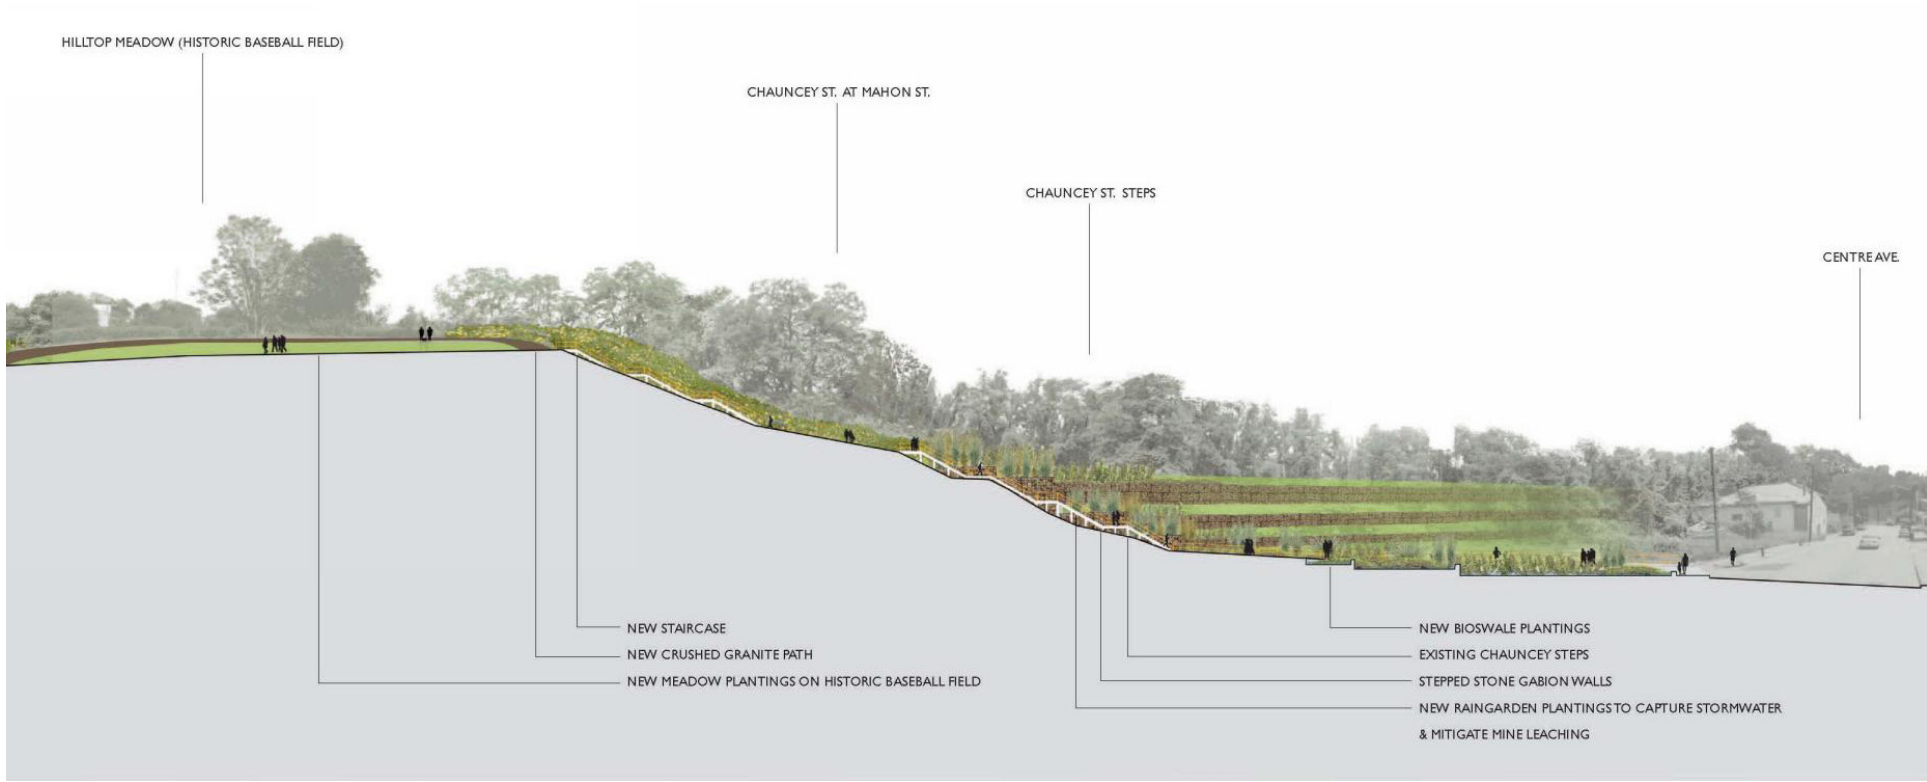 HILLTOP MEADOW (HISTORIC BASEBALL FIELD)
CHAUNCEY ST. AT MAHON ST.
CHAUNCEY ST. STEPS
CENTRE AVE.
NEW STAIRCASE
NEW CRUSHED GRANITE PATH
NEW MEADOW PLANTINGS ON HISTORIC BASEBALL FIELD
NEW BIOSWALE PLANTINGS
EXISTING CHAUNCEY STEPS
STEPPED STONE GABION WALLS
NEW RAINGARDEN PLANTINGS TO CAPTURE STORMWATER
& MITIGATE MINE LEACHING